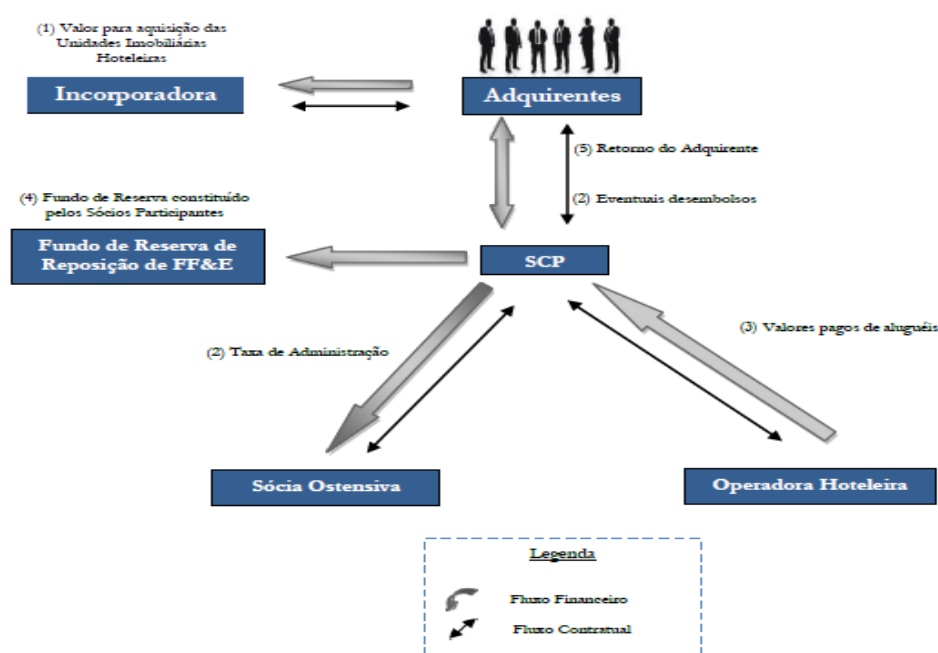 (1) Valor para aquisição das
Unidades Imobiliárias
Hoteleiras
Incorporadora
Adquirentes
(5) Retorno do Adquirente
(2) Eventuais desembolsos
(4) Fundo de Reserva constituído
pelos Sócios Participantes
Fundo de Reserva de
Reposição de FF&E
SCP
(3) Valores pagos de aluguéis
(2) Taxa de Administração
Sócia Ostensiva
Operadora Hoteleira
Legenda
Fluxo Financeiro
Fluxo Contratual